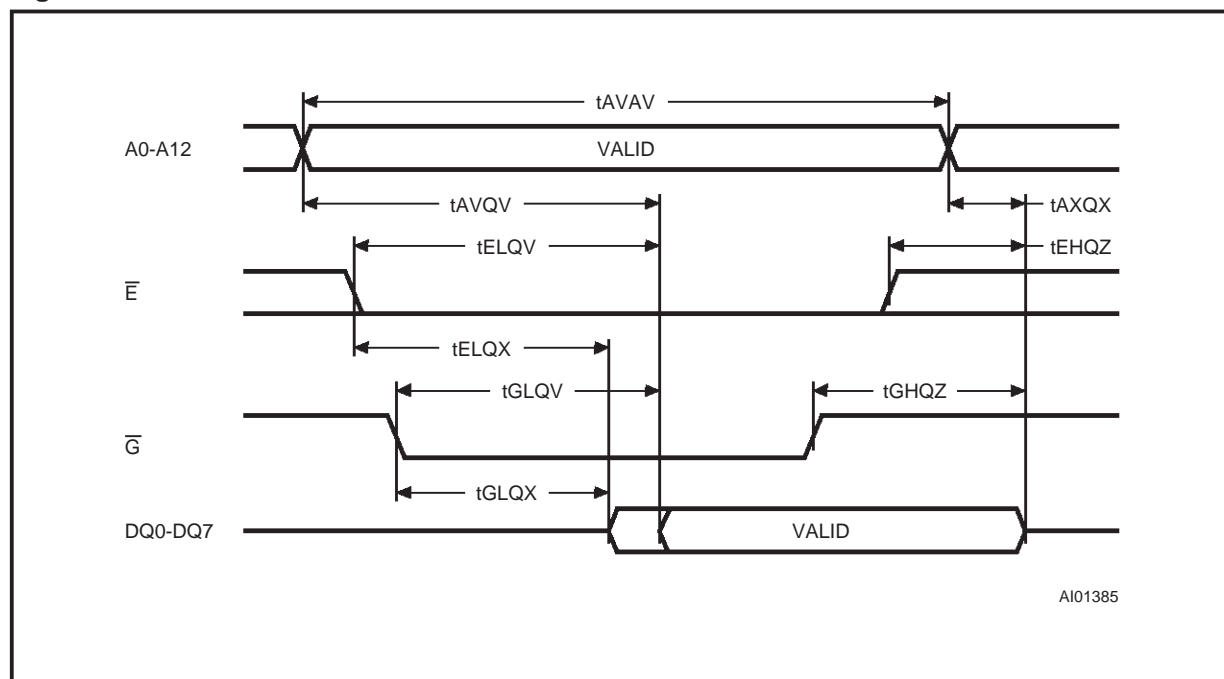 tAVAV
A0-A12
VALID
tAVQV
tAXQX
tELQV
tEHQZ
E̅
tELQX
tGLQV
tGHQZ
G̅
tGLQX
DQ0-DQ7
VALID
AI01385